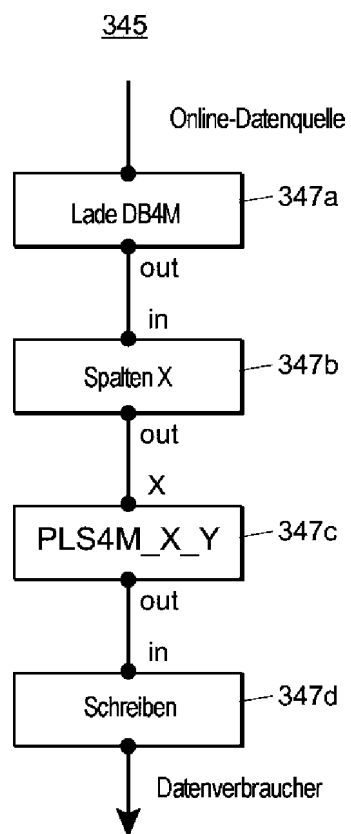 345
Online-Datenquelle
Lade DB4M
347a
out
in
Spalten X
347b
out
X
PLS4M_X_Y
347c
out
in
Schreiben
347d
Datenverbraucher